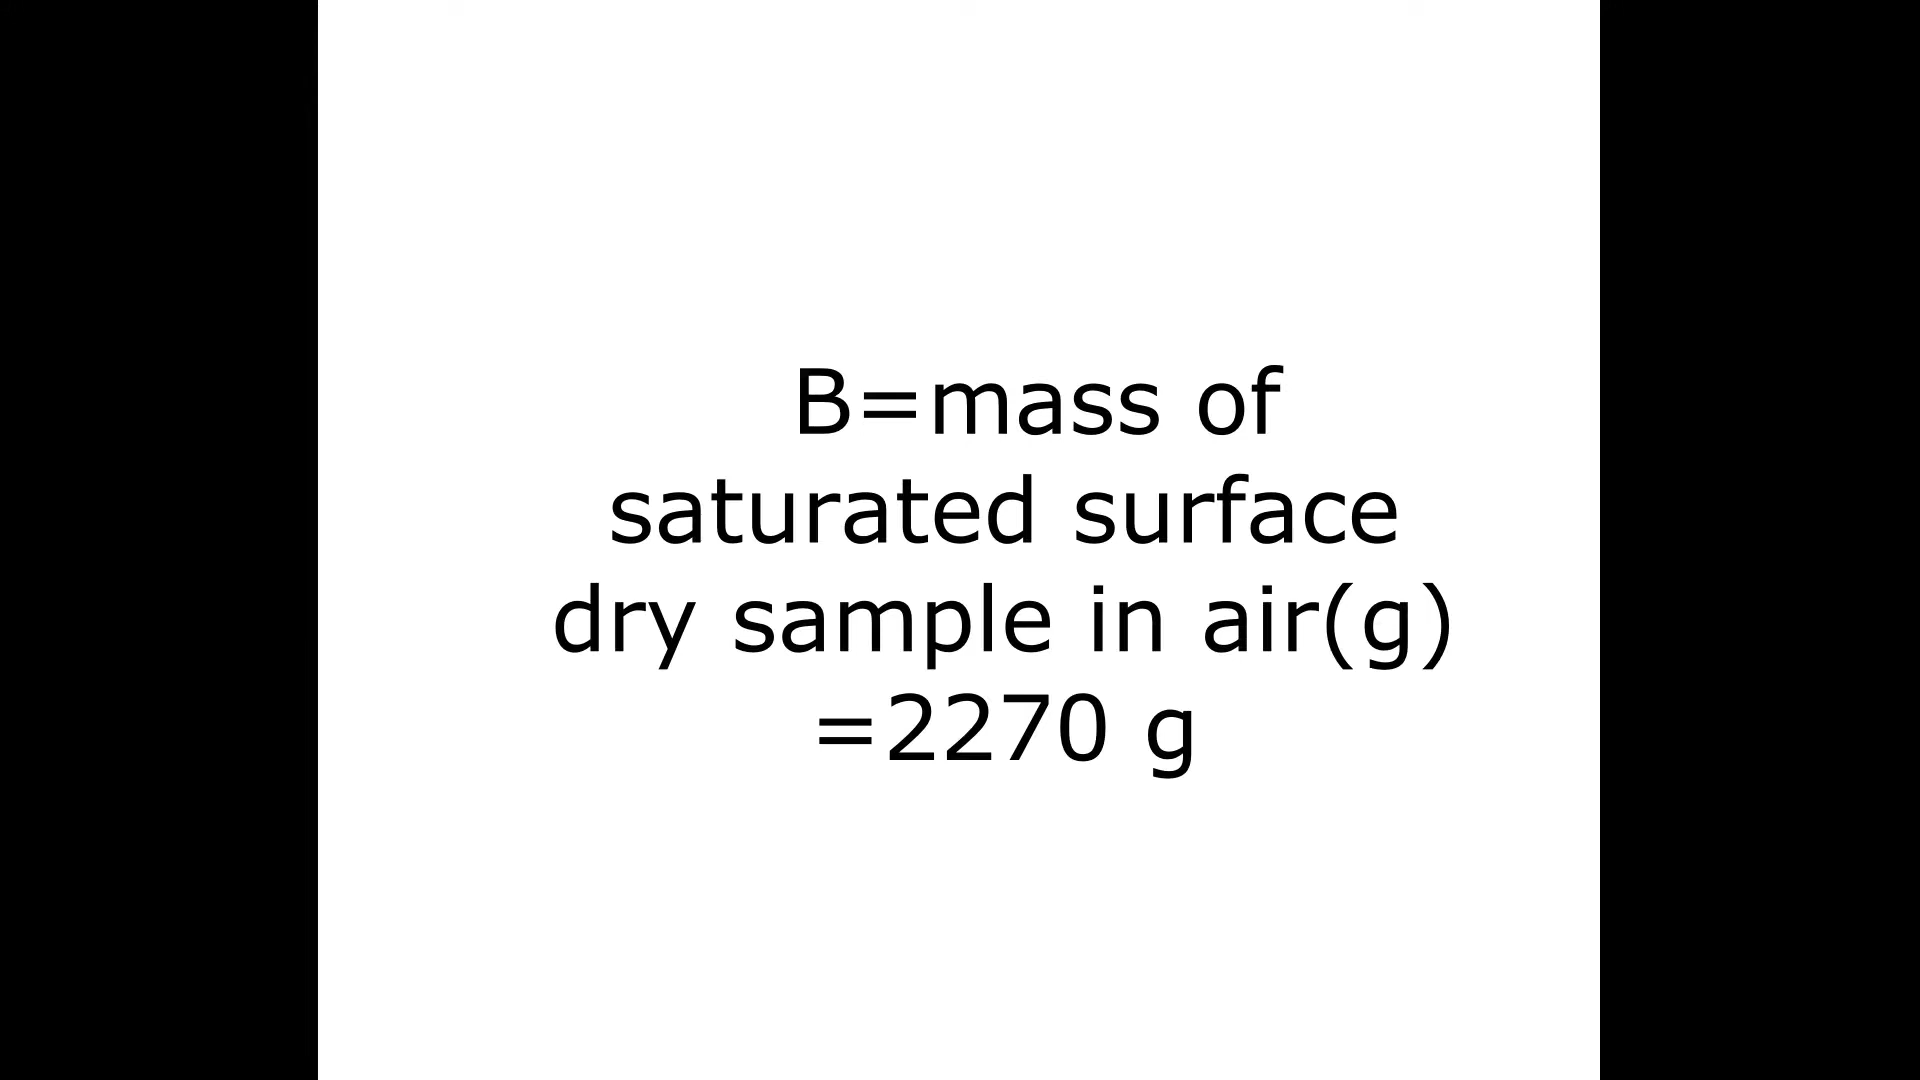 B=mass of
saturated surface
dry sample in air(g)
=2270 g